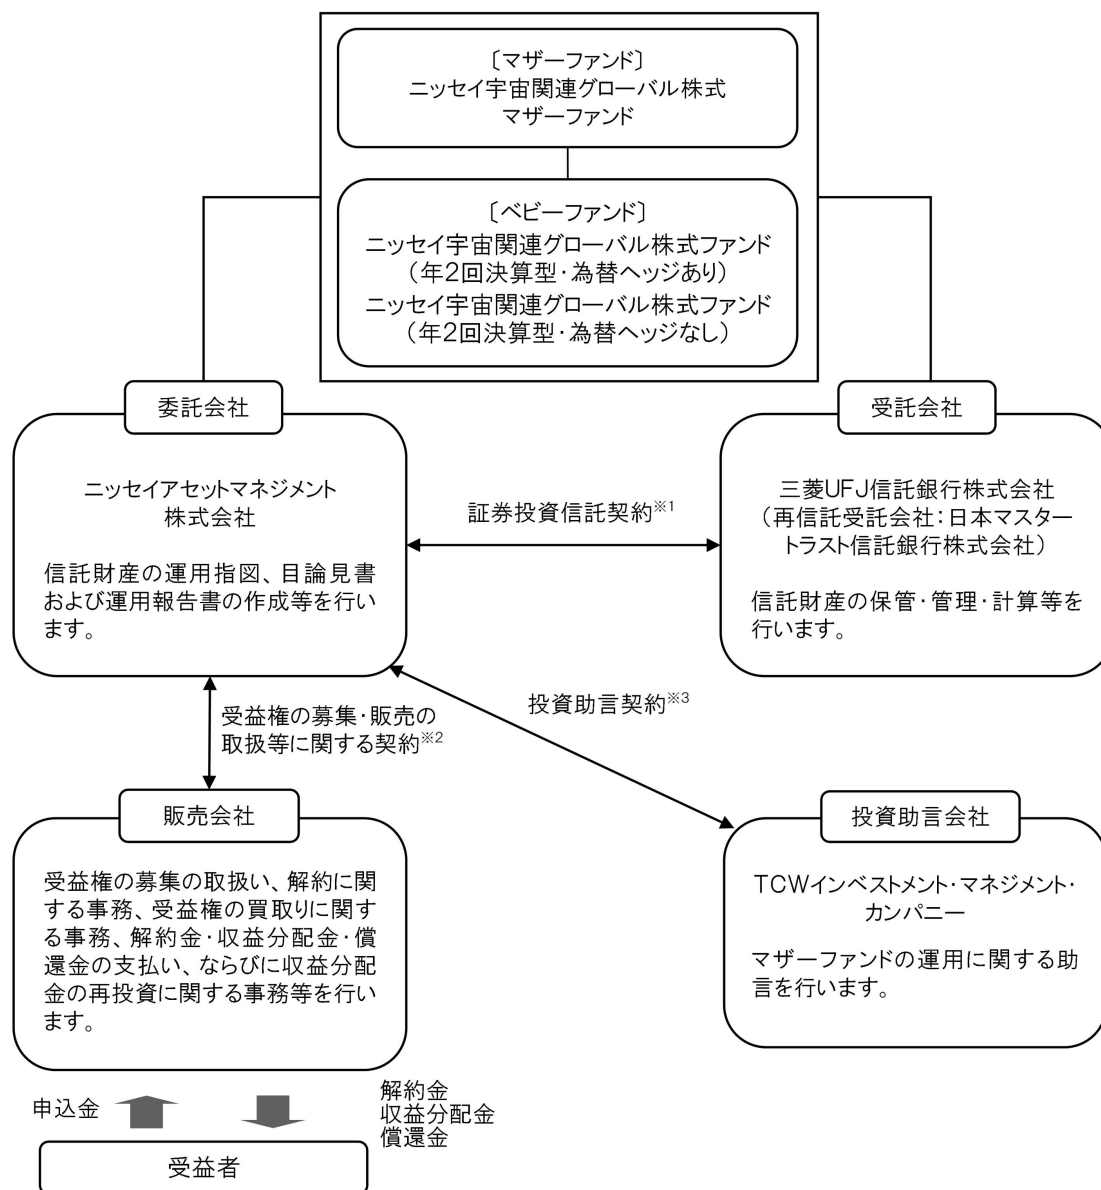 〔マザーファンド〕
ニッセイ宇宙関連グローバル株式
マザーファンド
〔ベビーファンド〕
ニッセイ宇宙関連グローバル株式ファンド
（年2回決算型・為替ヘッジあり）
ニッセイ宇宙関連グローバル株式ファンド
（年2回決算型・為替ヘッジなし）
委託会社
ニッセイアセットマネジメント
株式会社
信託財産の運用指図、目論見書
および運用報告書の作成等を行い
ます。
証券投資信託契約※1
受託会社
三菱UFJ信託銀行株式会社
（再信託受託会社：日本マスター
トラスト信託銀行株式会社）
信託財産の保管・管理・計算等を
行います。
受益権の募集・販売の
取扱等に関する契約※2
投資助言契約※3
販売会社
受益権の募集の取扱い、解約に関
する事務、受益権の買取りに関す
る事務、解約金・収益分配金・償
還金の支払い、ならびに収益分配
金の再投資に関する事務等を行い
ます。
投資助言会社
TCWインベストメント・マネジメント・
カンパニー
マザーファンドの運用に関する助
言を行います。
申込金
解約金
収益分配金
償還金
受益者